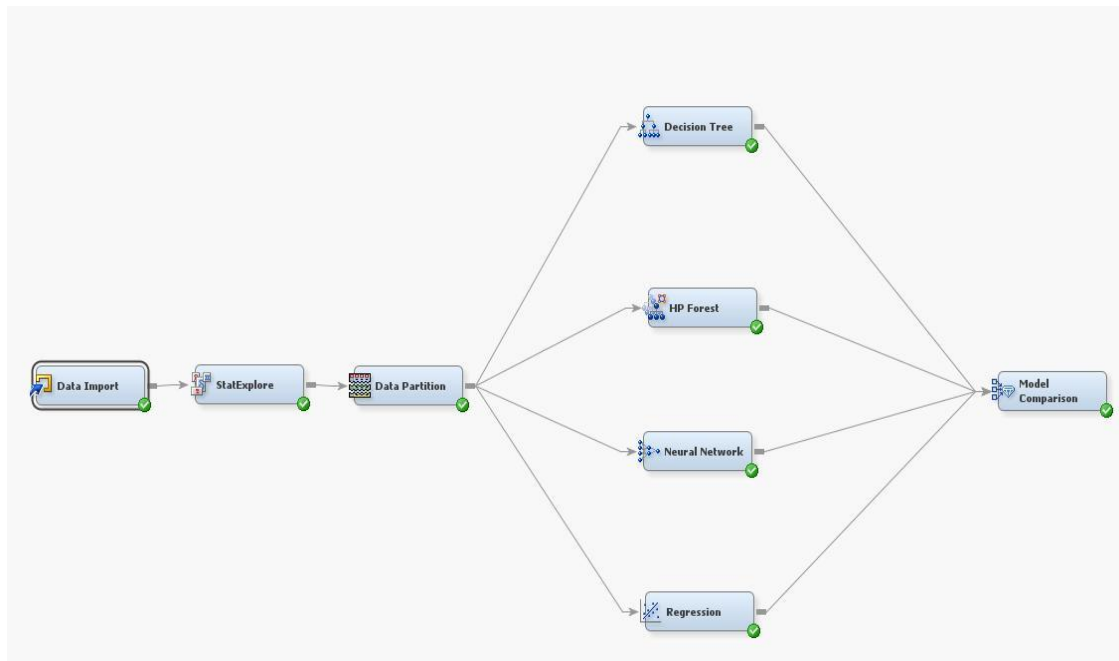 Decision Tree
HP Forest
Data Import
StatExplore
Data Partition
Model
Comparison
Neural Network
Regression